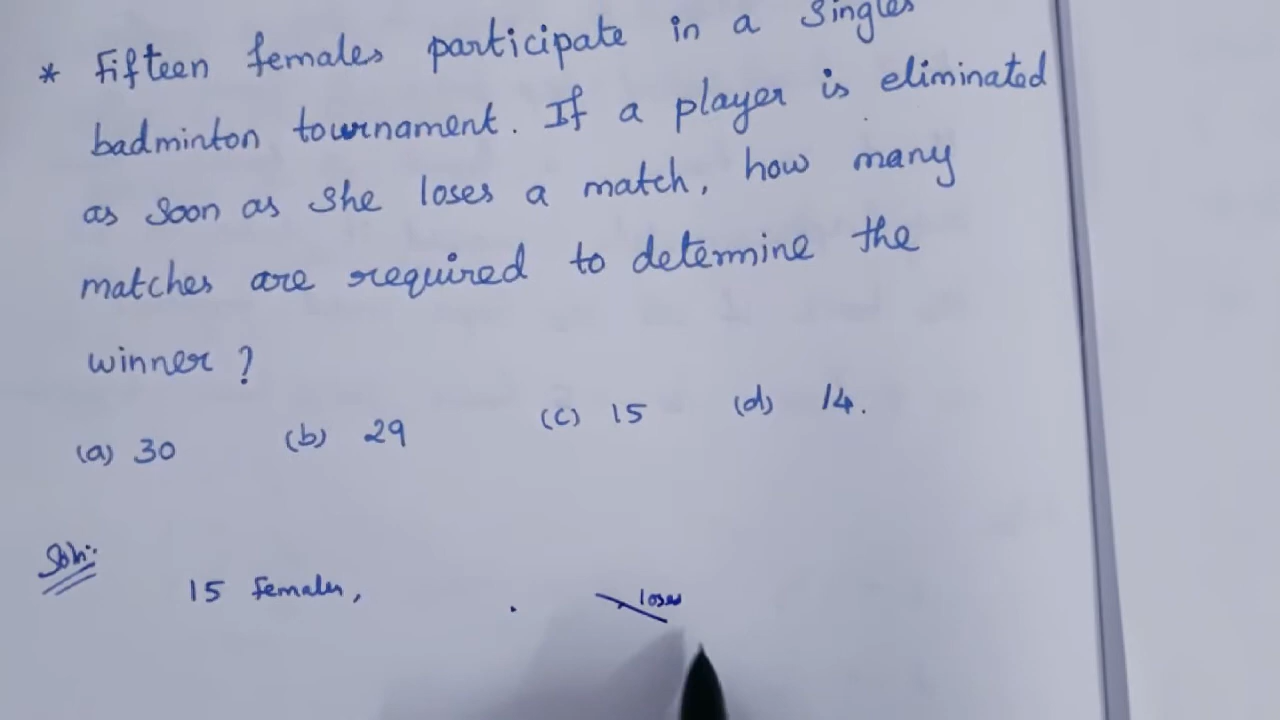 * Fifteen females participate in a Singles
badminton tournament. If a player is eliminated
as soon as she loses a match, how many
matches are required to determine the
winner ?
(a) 30 (b) 29 (c) 15 (d) 14.
Soln:
15 Females, . loses